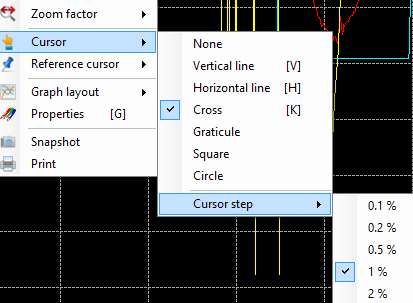 Zoom factor
Cursor
Reference cursor
Graph layout
Properties [G]
Snapshot
Print
None
Vertical line [V]
Horizontal line [H]
Cross [K]
Graticule
Square
Circle
Cursor step
0.1 %
0.2 %
0.5 %
1 %
2 %